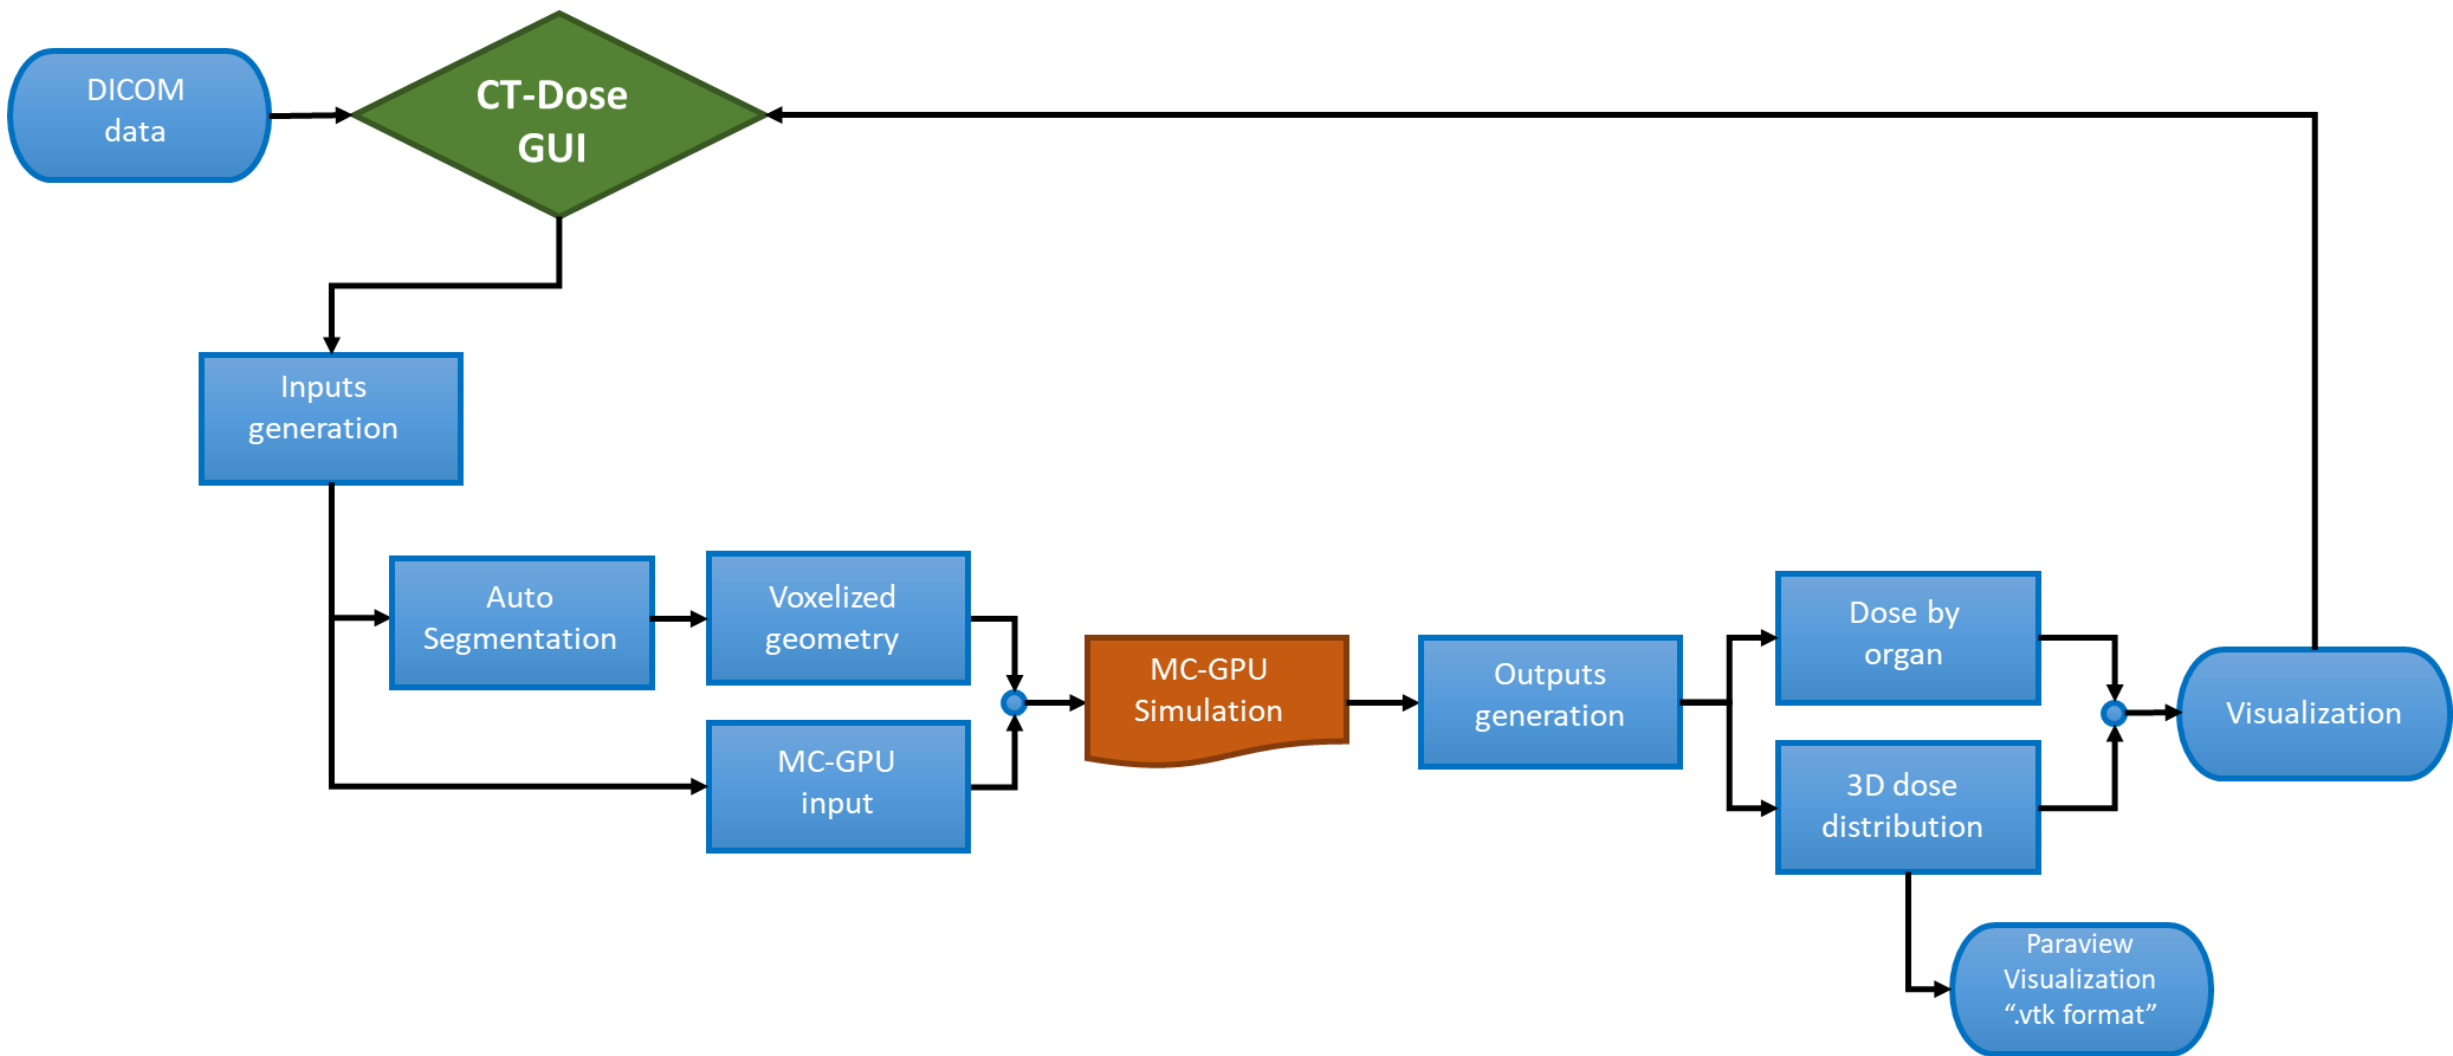 DICOM
data
CT-Dose
GUI
Inputs
generation
Auto
Segmentation
Voxelized
geometry
MC-GPU
input
MC-GPU
Simulation
Outputs
generation
Dose by
organ
3D dose
distribution
Visualization
Paraview
Visualization
“.vtk format”